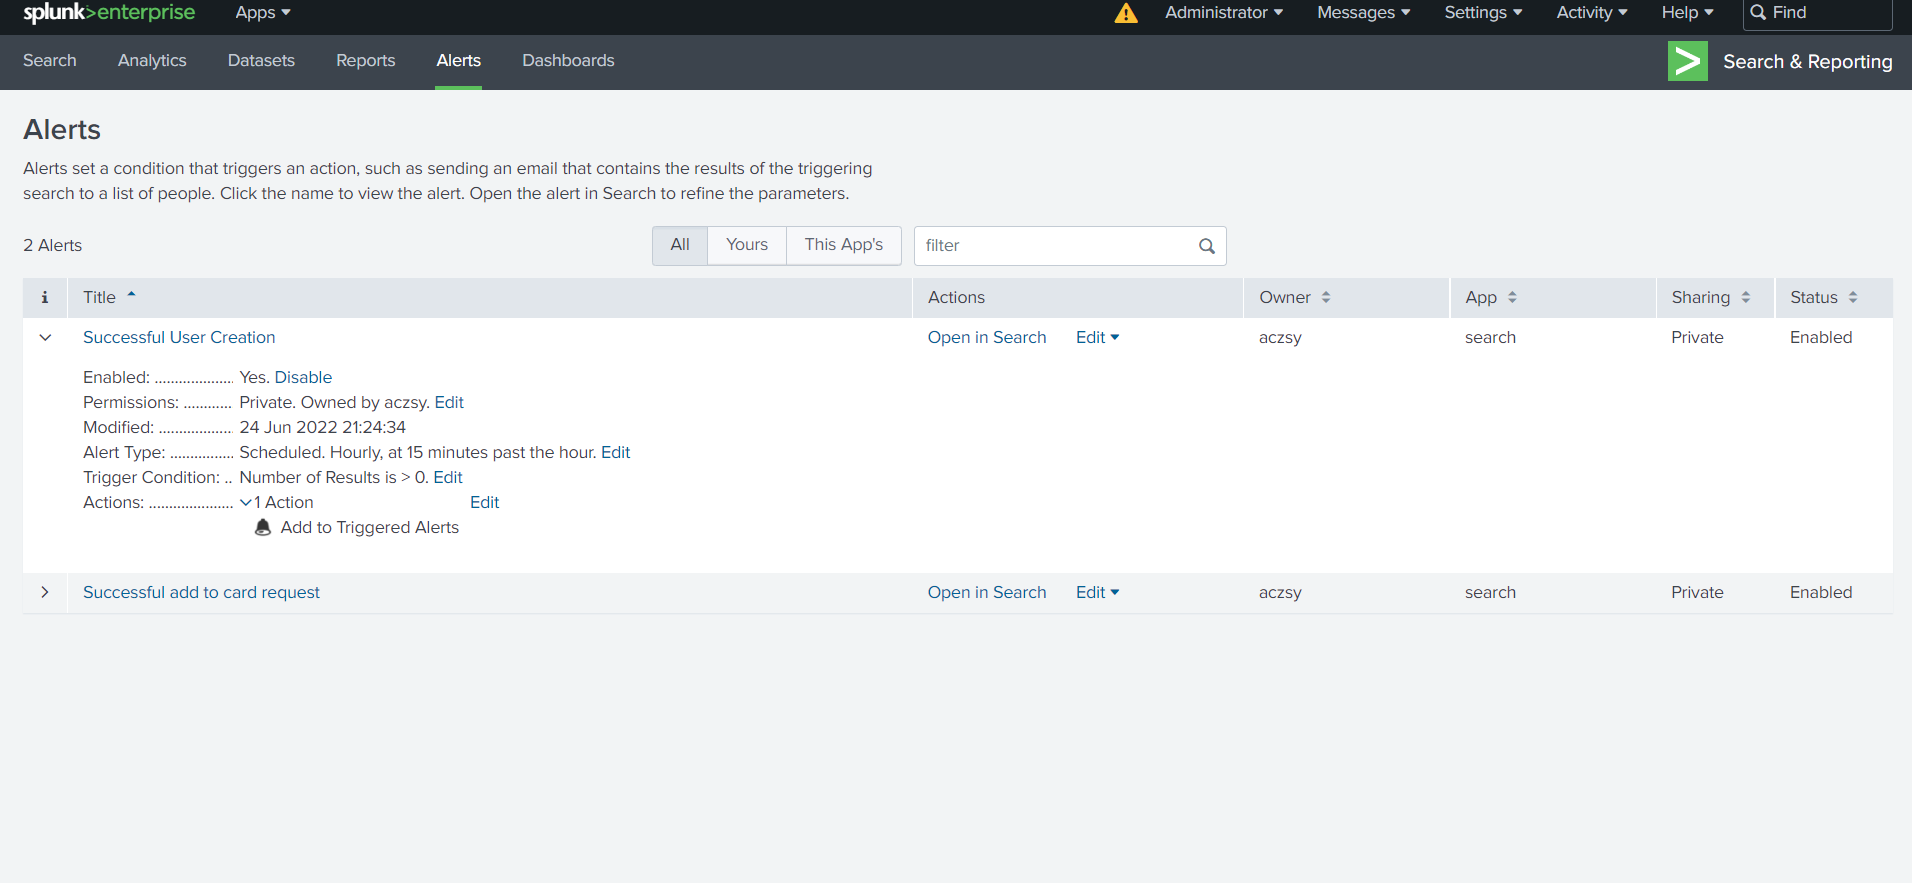 splunk>enterprise Apps Administrator Messages Settings Activity Help Find
Search Analytics Datasets Reports Alerts Dashboards > Search & Reporting
Alerts
Alerts set a condition that triggers an action, such as sending an email that contains the results of the triggering
search to a list of people. Click the name to view the alert. Open the alert in Search to refine the parameters.
2 Alerts All Yours This App's filter
i Title Actions Owner App Sharing Status
Successful User Creation Open in Search Edit aczsy search Private Enabled
Enabled: ................... Yes. Disable
Permissions: ............ Private. Owned by aczsy. Edit
Modified: .................. 24 Jun 2022 21:24:34
Alert Type: ................ Scheduled. Hourly, at 15 minutes past the hour. Edit
Trigger Condition: .. Number of Results is > 0. Edit
Actions: ..................... 1 Action Edit
Add to Triggered Alerts
Successful add to card request Open in Search Edit aczsy search Private Enabled